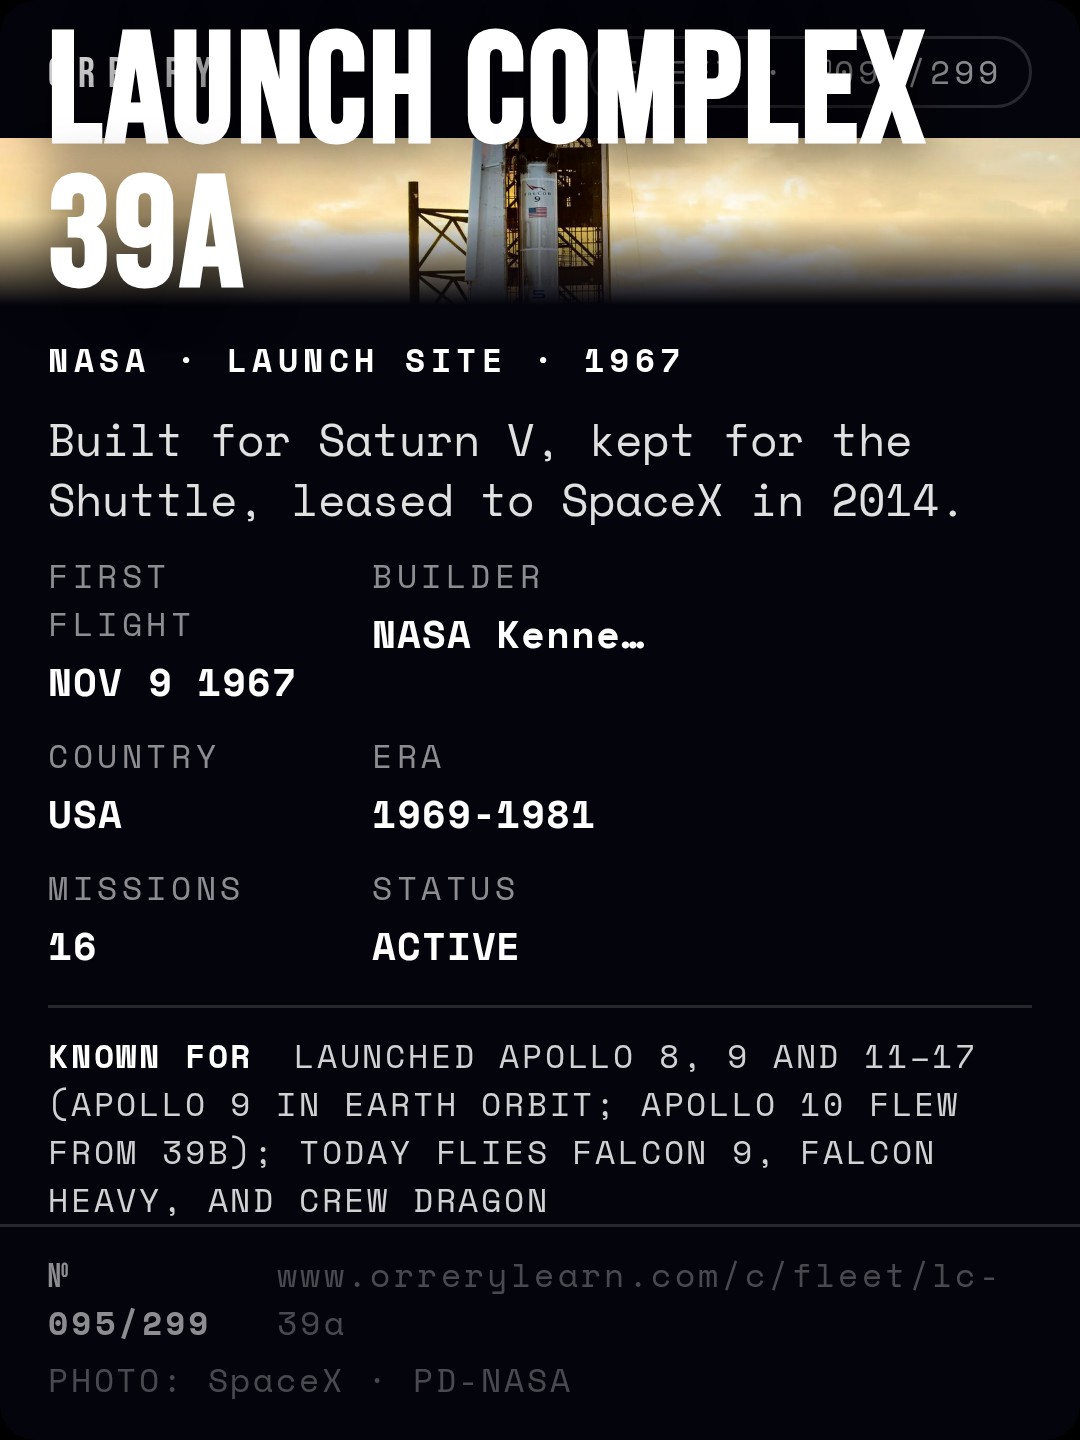 LAUNCH COMPLEX
39A
9
NASA · LAUNCH SITE · 1967
Built for Saturn V, kept for the
Shuttle, leased to SpaceX in 2014.
FIRST
FLIGHT
NOV 9 1967
BUILDER
NASA Kenne…
COUNTRY
USA
ERA
1969-1981
MISSIONS
16
STATUS
ACTIVE
KNOWN FOR LAUNCHED APOLLO 8, 9 AND 11–17
(APOLLO 9 IN EARTH ORBIT; APOLLO 10 FLEW
FROM 39B); TODAY FLIES FALCON 9, FALCON
HEAVY, AND CREW DRAGON
Nº
095/299
www.orrerylearn.com/c/fleet/lc-
39a
PHOTO: SpaceX · PD-NASA